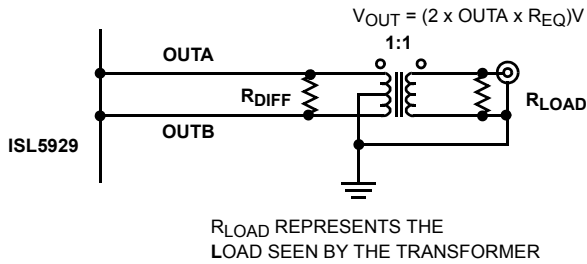 V_OUT = (2 x OUTA x R_EQ)V
1:1
OUTA
R_DIFF
R_LOAD
OUTB
ISL5929
R_LOAD REPRESENTS THE
LOAD SEEN BY THE TRANSFORMER